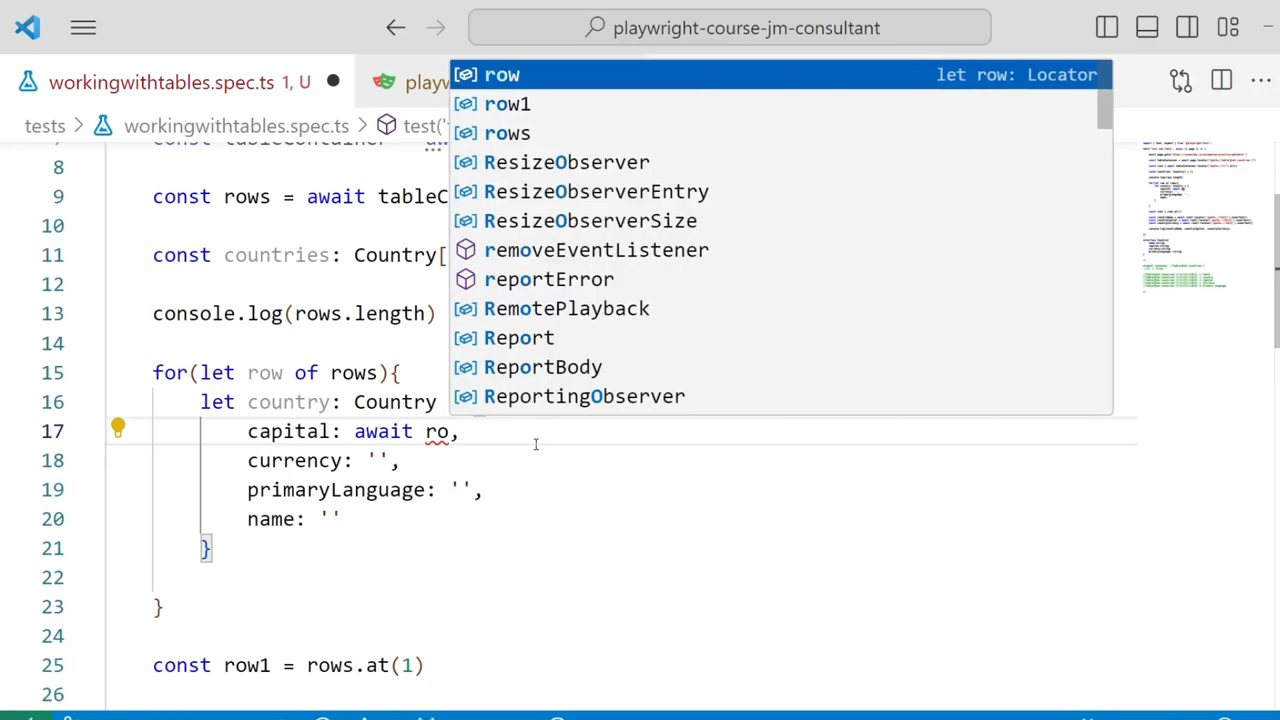 playwright-course-jm-consultant
workingwithtables.spec.ts 1, U
playw
tests > workingwithtables.spec.ts > test('
8
9 const rows = await tableC
10
11 const countries: Country[
12
13 console.log(rows.length)
14
15 for(let row of rows){
16 let country: Country
17 capital: await ro,
18 currency: '',
19 primaryLanguage: '',
20 name: ''
21 }
22
23 }
24
25 const row1 = rows.at(1)
26
row let row: Locator
row1
rows
ResizeObserver
ResizeObserverEntry
ResizeObserverSize
removeEventListener
reportError
RemotePlayback
Report
ReportBody
ReportingObserver